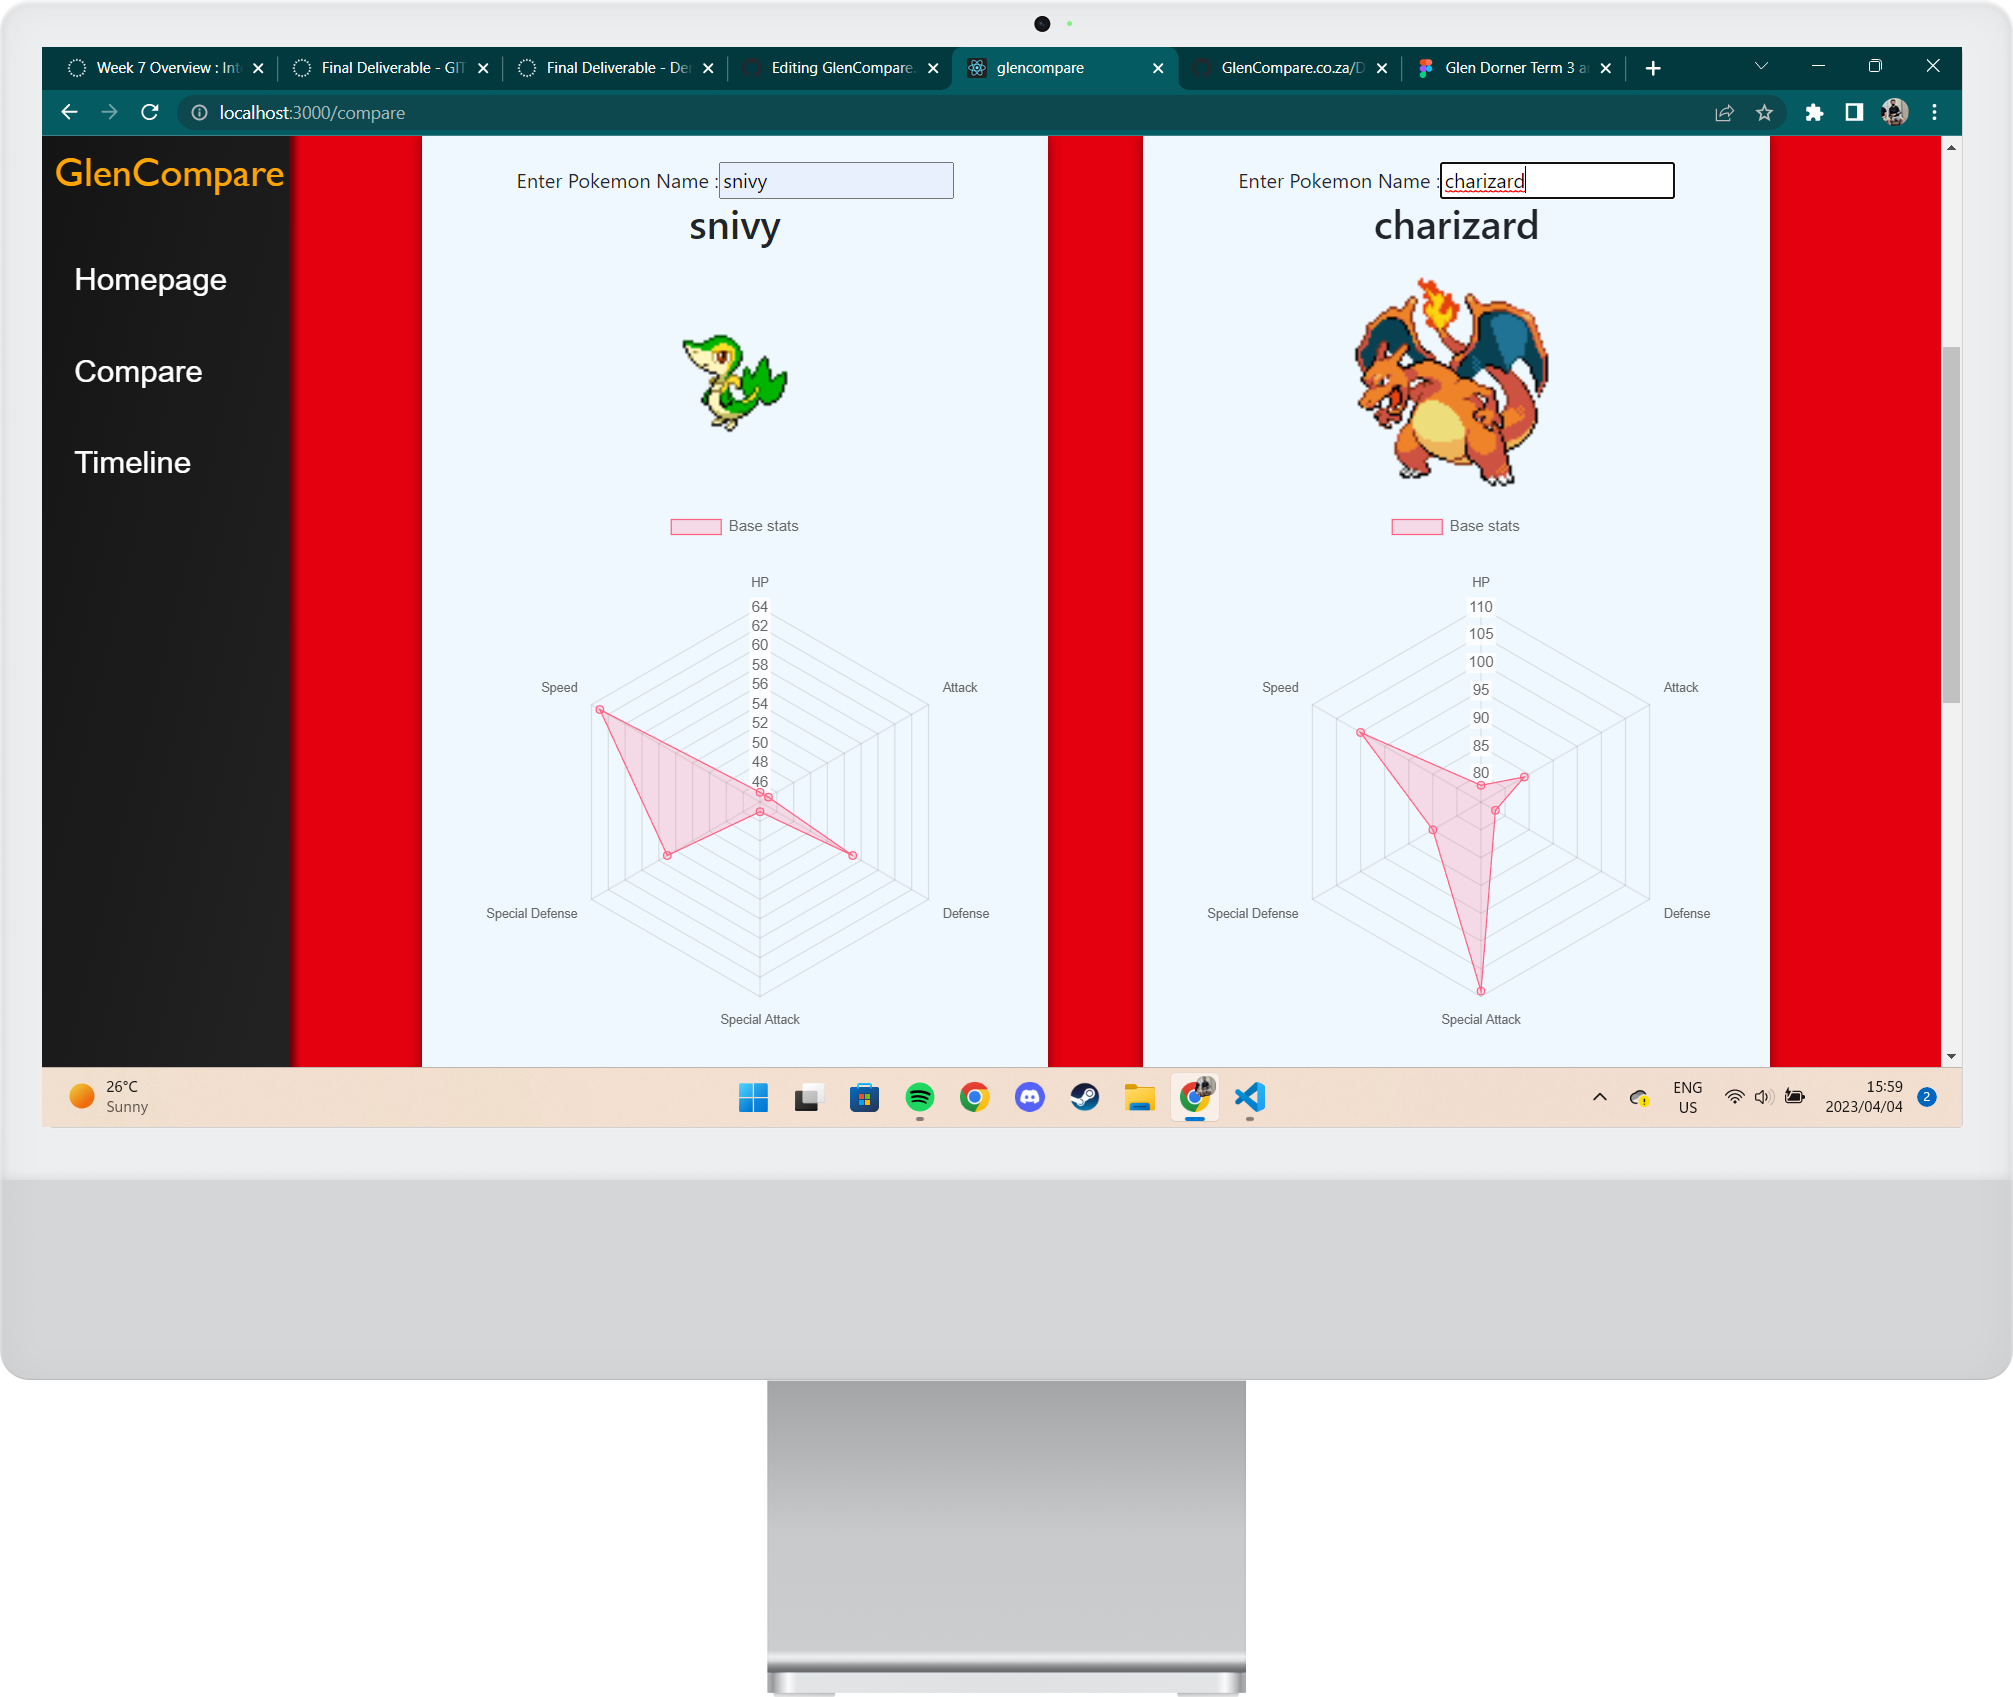 Week 7 Overview : Int
Final Deliverable - GIT
Final Deliverable - De
Editing GlenCompare.
glencompare
GlenCompare.co.za/D
Glen Dorner Term 3 a
localhost:3000/compare
GlenCompare
Homepage
Compare
Timeline
Enter Pokemon Name : snivy
snivy
Base stats
HP
64
62
60
58
56
54
52
50
48
46
Speed
Attack
Special Defense
Defense
Special Attack
Enter Pokemon Name : charizard
charizard
Base stats
HP
110
105
100
95
90
85
80
Speed
Attack
Special Defense
Defense
Special Attack
26°C
Sunny
ENG
US
15:59
2023/04/04
2